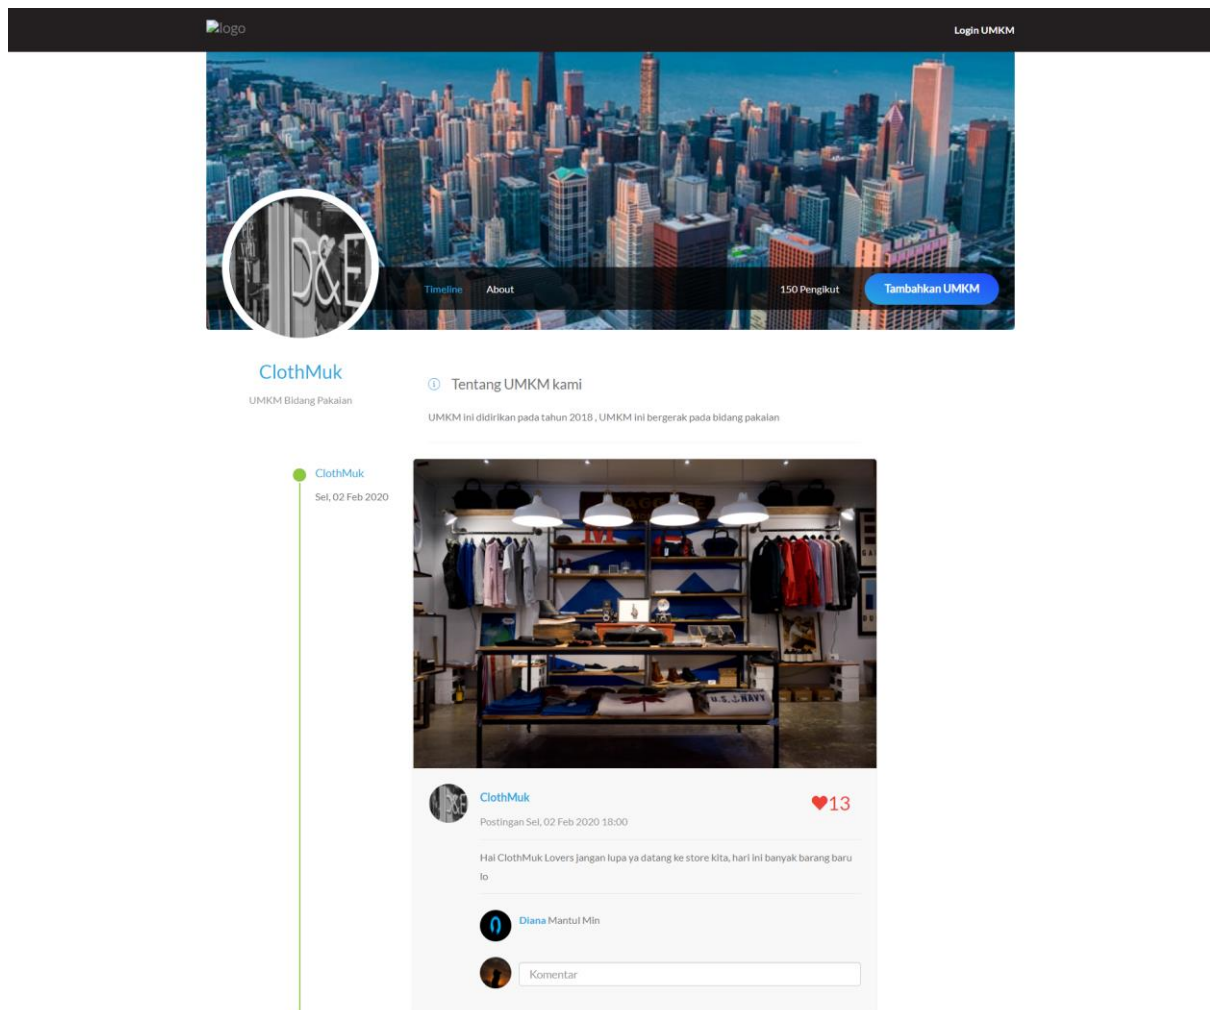 logo
Login UMKM
D&E
Timeline
About
150 Pengikut
Tambahkan UMKM
ClothMuk
UMKM Bidang Pakaian
Tentang UMKM kami
UMKM ini didirikan pada tahun 2018 , UMKM ini bergerak pada bidang pakaian
ClothMuk
Sel, 02 Feb 2020
M
U.S. NAVY
D&E
ClothMuk
13
Postingan Sel, 02 Feb 2020 18:00
Hai ClothMuk Lovers jangan lupa ya datang ke store kita, hari ini banyak barang baru
lo
Diana Mantul Min
Komentar